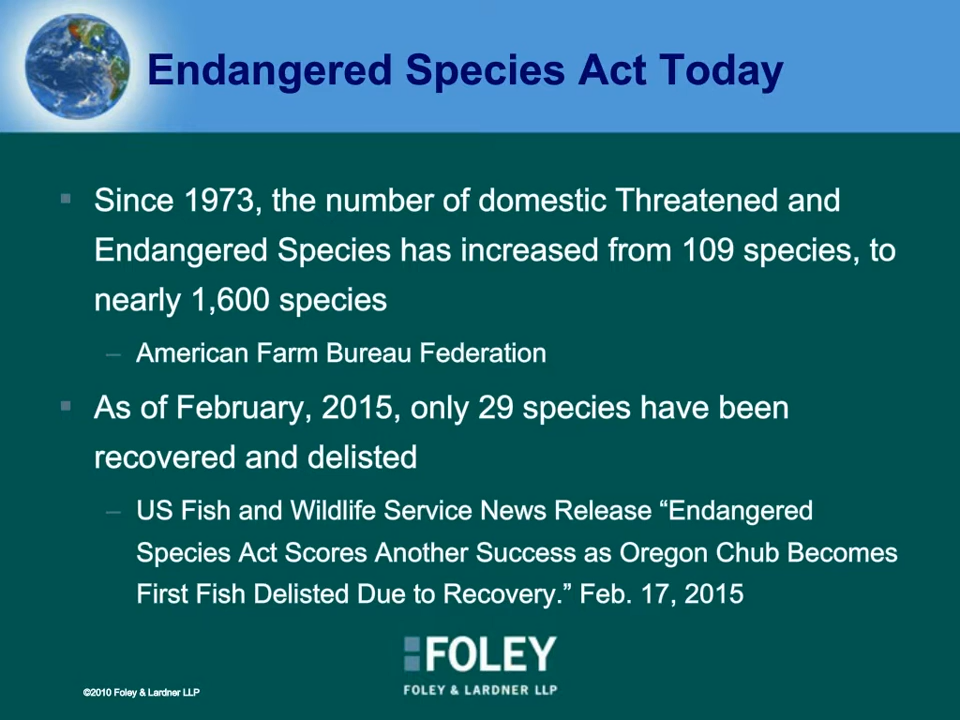 Endangered Species Act Today
Since 1973, the number of domestic Threatened and
Endangered Species has increased from 109 species, to
nearly 1,600 species
– American Farm Bureau Federation
As of February, 2015, only 29 species have been
recovered and delisted
– US Fish and Wildlife Service News Release “Endangered
Species Act Scores Another Success as Oregon Chub Becomes
First Fish Delisted Due to Recovery.” Feb. 17, 2015
FOLEY
FOLEY & LARDNER LLP
©2010 Foley & Lardner LLP